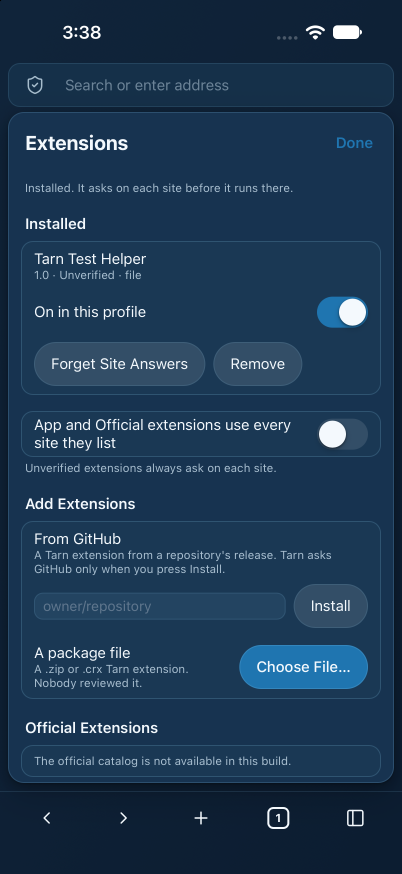 3:38
Search or enter address
Extensions
Done
Installed. It asks on each site before it runs there.
Installed
Tarn Test Helper
1.0 · Unverified · file
On in this profile
Forget Site Answers
Remove
App and Official extensions use every
site they list
Unverified extensions always ask on each site.
Add Extensions
From GitHub
A Tarn extension from a repository's release. Tarn asks
GitHub only when you press Install.
owner/repository
Install
A package file
A .zip or .crx Tarn extension.
Nobody reviewed it.
Choose File...
Official Extensions
The official catalog is not available in this build.
1